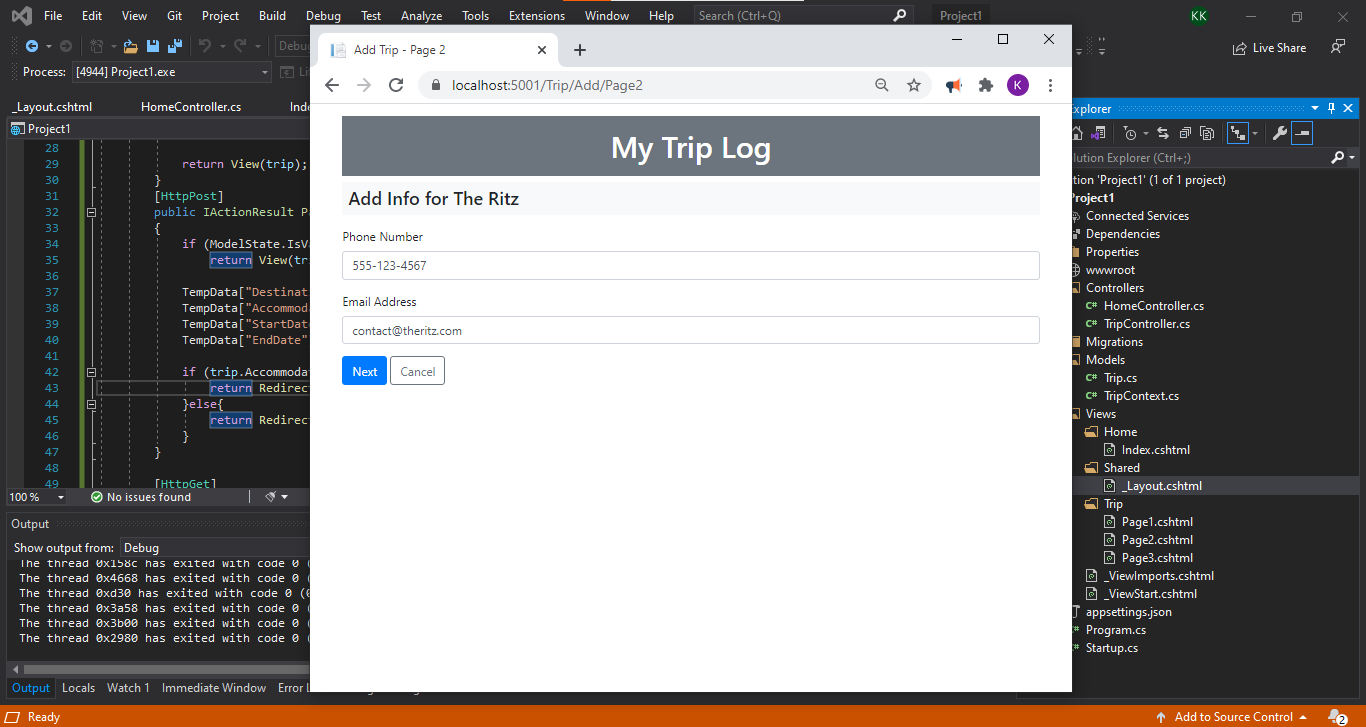 File Edit View Git Project Build Debug Test Analyze Tools Extensions Window Help Search (Ctrl+Q) Project1 KK
Debu Live Share
Process: [4944] Project1.exe
_Layout.cshtml HomeController.cs Inde
Project1
28
29 return View(trip);
30 }
31 [HttpPost]
32 public IActionResult Pa
33 {
34 if (ModelState.IsVa
35 return View(tri
36
37 TempData["Destinat
38 TempData["Accommoda
39 TempData["StartDate
40 TempData["EndDate"
41
42 if (trip.Accommodat
43 return Redirect
44 }else{
45 return Redirect
46 }
47 }
48
49 [HttpGet]
100 % No issues found
Output
Show output from: Debug
The thread 0x158c has exited with code 0 (
The thread 0x4668 has exited with code 0 (
The thread 0xd30 has exited with code 0 (0
The thread 0x3a58 has exited with code 0 (
The thread 0x3b00 has exited with code 0 (
The thread 0x2980 has exited with code 0 (
Output Locals Watch 1 Immediate Window Error L
Ready Add to Source Control 2
Add Trip - Page 2
localhost:5001/Trip/Add/Page2 K
My Trip Log
Add Info for The Ritz
Phone Number
555-123-4567
Email Address
contact@theritz.com
Next Cancel
Explorer
lution Explorer (Ctrl+;)
tion 'Project1' (1 of 1 project)
Project1
Connected Services
Dependencies
Properties
wwwroot
Controllers
C# HomeController.cs
C# TripController.cs
Migrations
Models
C# Trip.cs
C# TripContext.cs
Views
Home
Index.cshtml
Shared
_Layout.cshtml
Trip
Page1.cshtml
Page2.cshtml
Page3.cshtml
_ViewImports.cshtml
_ViewStart.cshtml
appsettings.json
Program.cs
Startup.cs